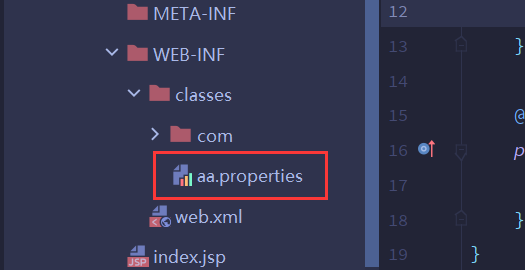 META-INF
WEB-INF
classes
com
aa.properties
web.xml
index.jsp
JSP
12
13 }
14
15 @
16 p
17
18 }
19 }